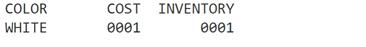 COLOR COST INVENTORY
WHITE 0001 0001